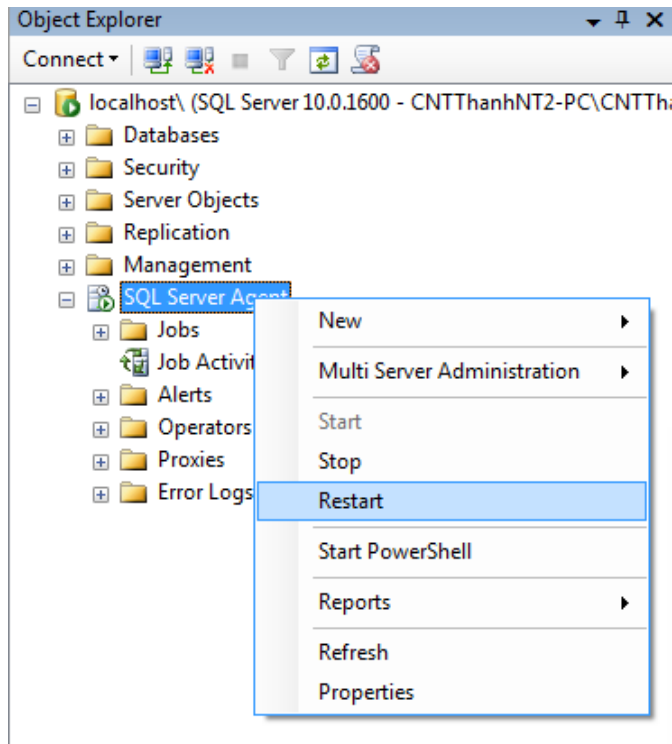 Object Explorer
Connect
localhost\ (SQL Server 10.0.1600 - CNTThanhNT2-PC\CNTTha
Databases
Security
Server Objects
Replication
Management
SQL Server Agent
Jobs
Job Activit
Alerts
Operators
Proxies
Error Logs
New
Multi Server Administration
Start
Stop
Restart
Start PowerShell
Reports
Refresh
Properties